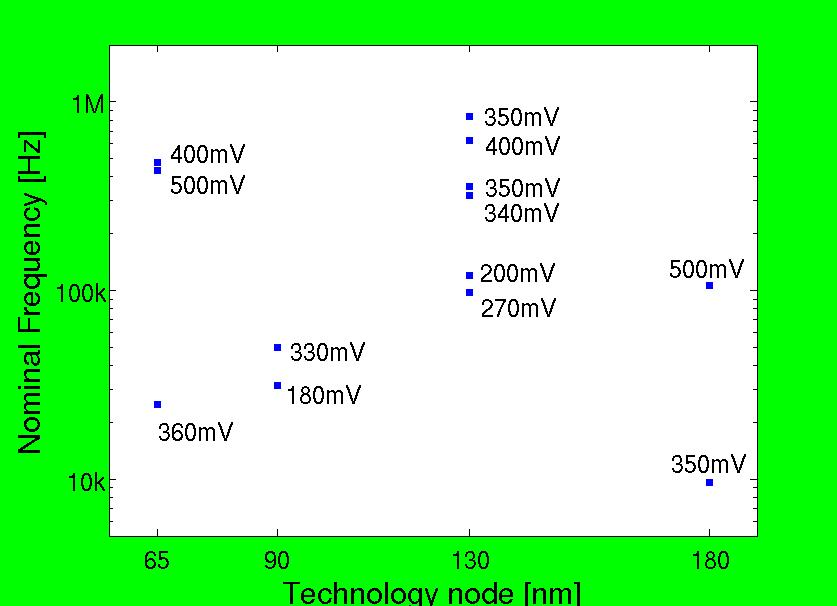 1M
350mV
400mV
400mV
500mV
350mV
340mV
Nominal Frequency [Hz]
100k
200mV
270mV
500mV
330mV
180mV
360mV
350mV
10k
65
90
130
180
Technology node [nm]